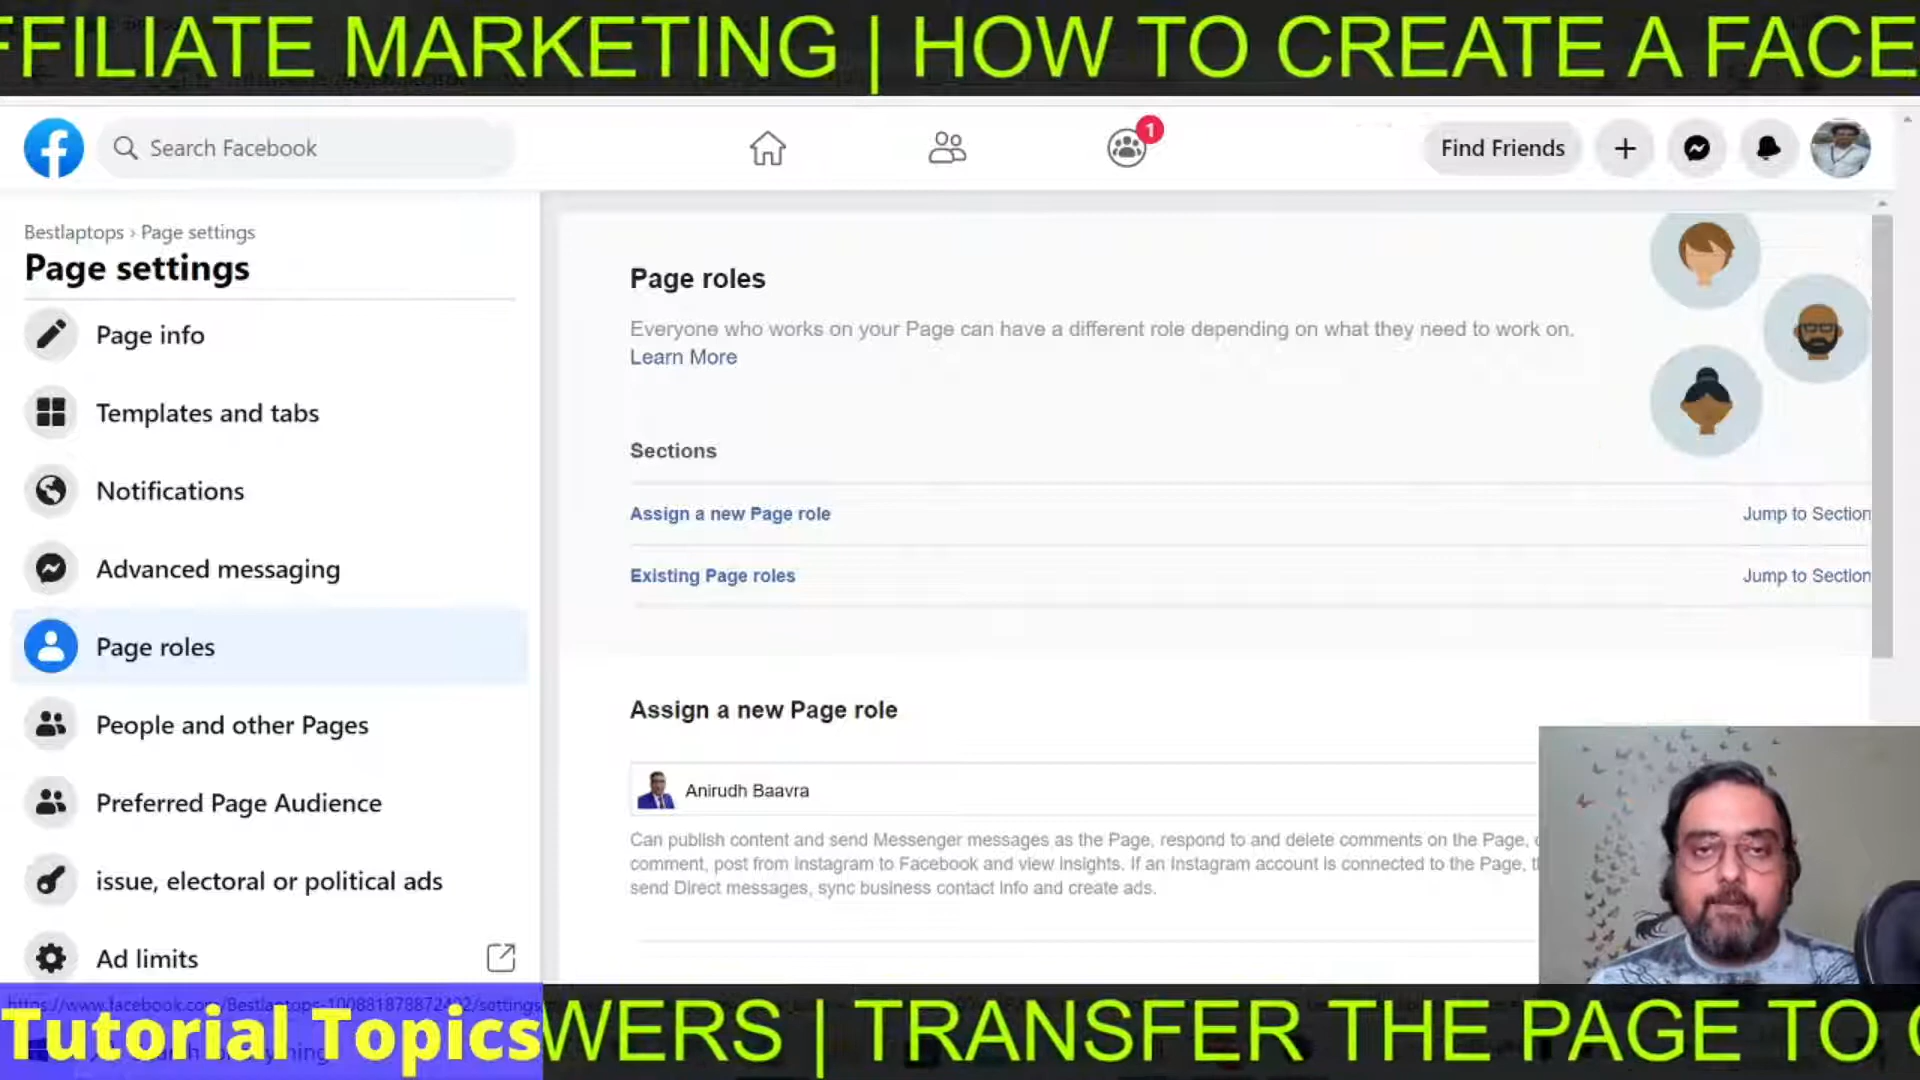 FFILIATE MARKETING | HOW TO CREATE A FACE
Search Facebook
1
Find Friends
Bestlaptops › Page settings
Page settings
Page info
Templates and tabs
Notifications
Advanced messaging
Page roles
People and other Pages
Preferred Page Audience
issue, electoral or political ads
Ad limits
Page roles
Everyone who works on your Page can have a different role depending on what they need to work on.
Learn More
Sections
Assign a new Page role Jump to Section
Existing Page roles Jump to Section
Assign a new Page role
Anirudh Baavra
Can publish content and send Messenger messages as the Page, respond to and delete comments on the Page,
comment, post from Instagram to Facebook and view insights. If an Instagram account is connected to the Page,
send Direct messages, sync business contact info and create ads.
Tutorial Topics
WERS | TRANSFER THE PAGE TO